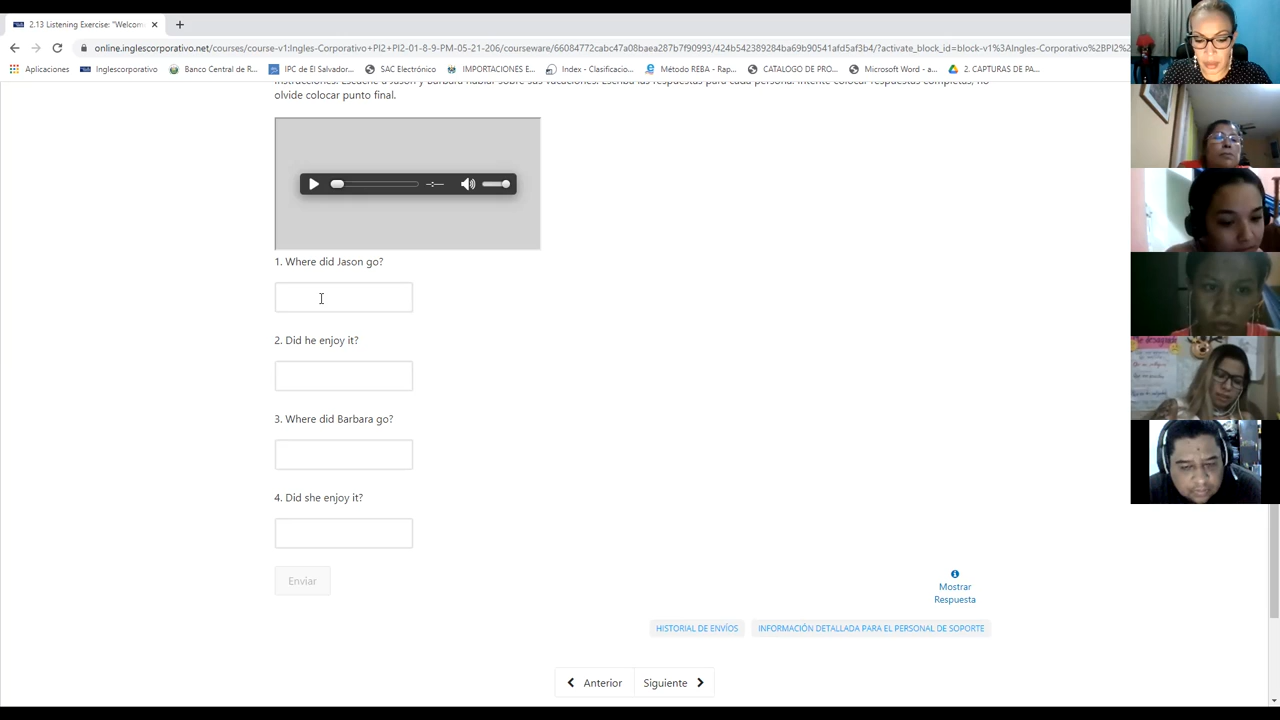 2.13 Listening Exercise: "Welcom
online.inglescorporativo.net/courses/course-v1:Ingles-Corporativo+PI2+PI2-01-8-9-PM-05-21-206/courseware/66084772cabc47a08baea287b7f90993/424b542389284ba69b90541afd5af3b4/?activate_block_id=block-v1%3AIngles-Corporativo%2BPI2%
Aplicaciones
Inglescorporativo
Banco Central de R...
IPC de El Salvador...
SAC Electrónico
IMPORTACIONES E...
Index - Clasificacio...
Método REBA - Rap...
CATALOGO DE PRO...
Microsoft Word - a...
2. CAPTURAS DE PA...
Instrucciones: Escuche a Jason y Barbara hablar sobre sus vacaciones. Escriba las respuestas para cada persona. Intente colocar respuestas completas, no
olvide colocar punto final.
1. Where did Jason go?
2. Did he enjoy it?
3. Where did Barbara go?
4. Did she enjoy it?
Enviar
Mostrar
Respuesta
HISTORIAL DE ENVÍOS
INFORMACIÓN DETALLADA PARA EL PERSONAL DE SOPORTE
Anterior
Siguiente